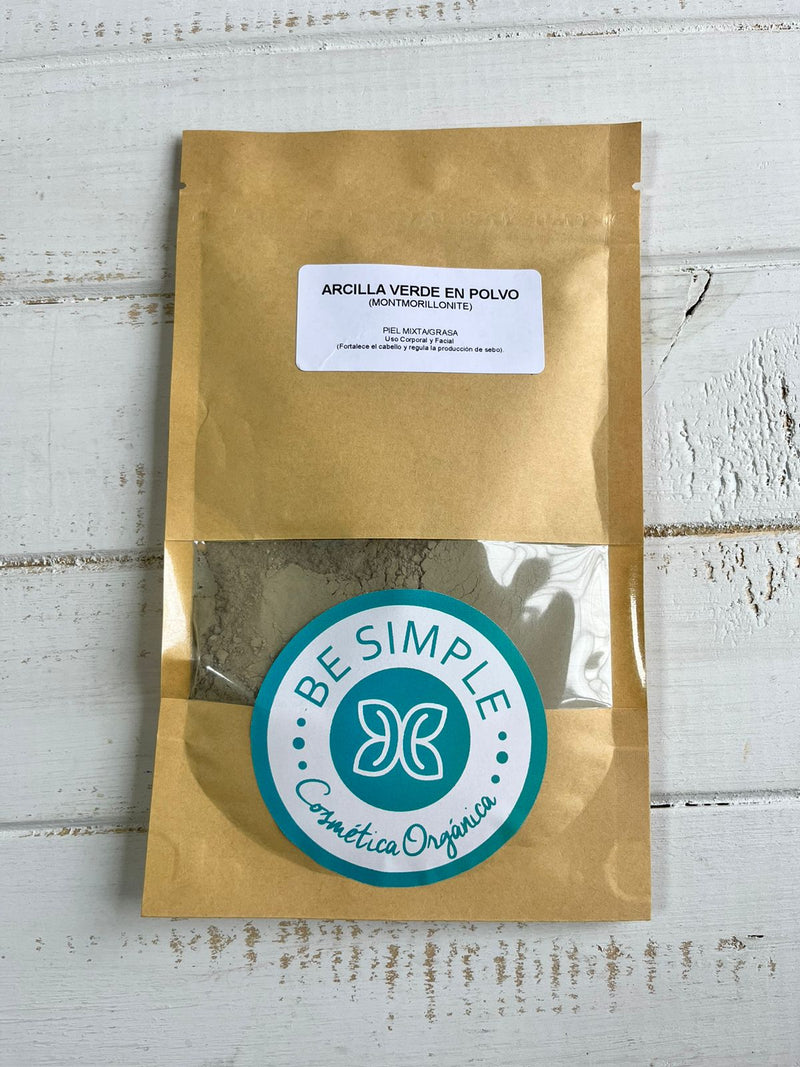 ARCILLA VERDE EN POLVO
(MONTMORILLONITE)
PIEL MIXTA/GRASA
Uso Corporal y Facial
(Fortalece el cabello y regula la producción de sebo).
BE SIMPLE
Cosmética Orgánica